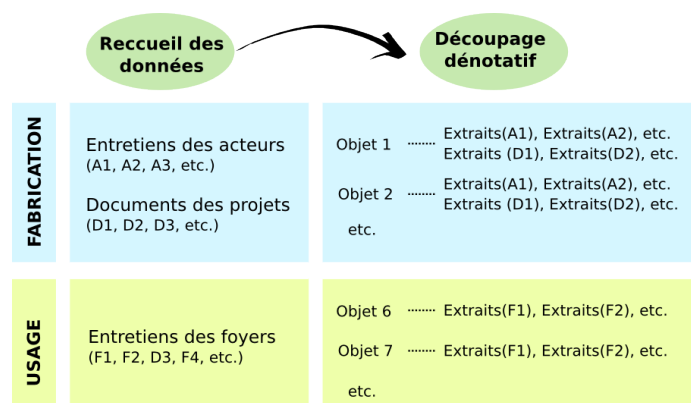 Reccueil des
données
Découpage
dénotatif
FABRICATION
Entretiens des acteurs
(A1, A2, A3, etc.)
Documents des projets
(D1, D2, D3, etc.)
Objet 1 ........ Extraits(A1), Extraits(A2), etc.
Extraits (D1), Extraits(D2), etc.
Objet 2 ........ Extraits(A1), Extraits(A2), etc.
Extraits (D1), Extraits(D2), etc.
etc.
USAGE
Entretiens des foyers
(F1, F2, D3, F4, etc.)
Objet 6 ........ Extraits(F1), Extraits(F2), etc.
Objet 7 ........ Extraits(F1), Extraits(F2), etc.
etc.